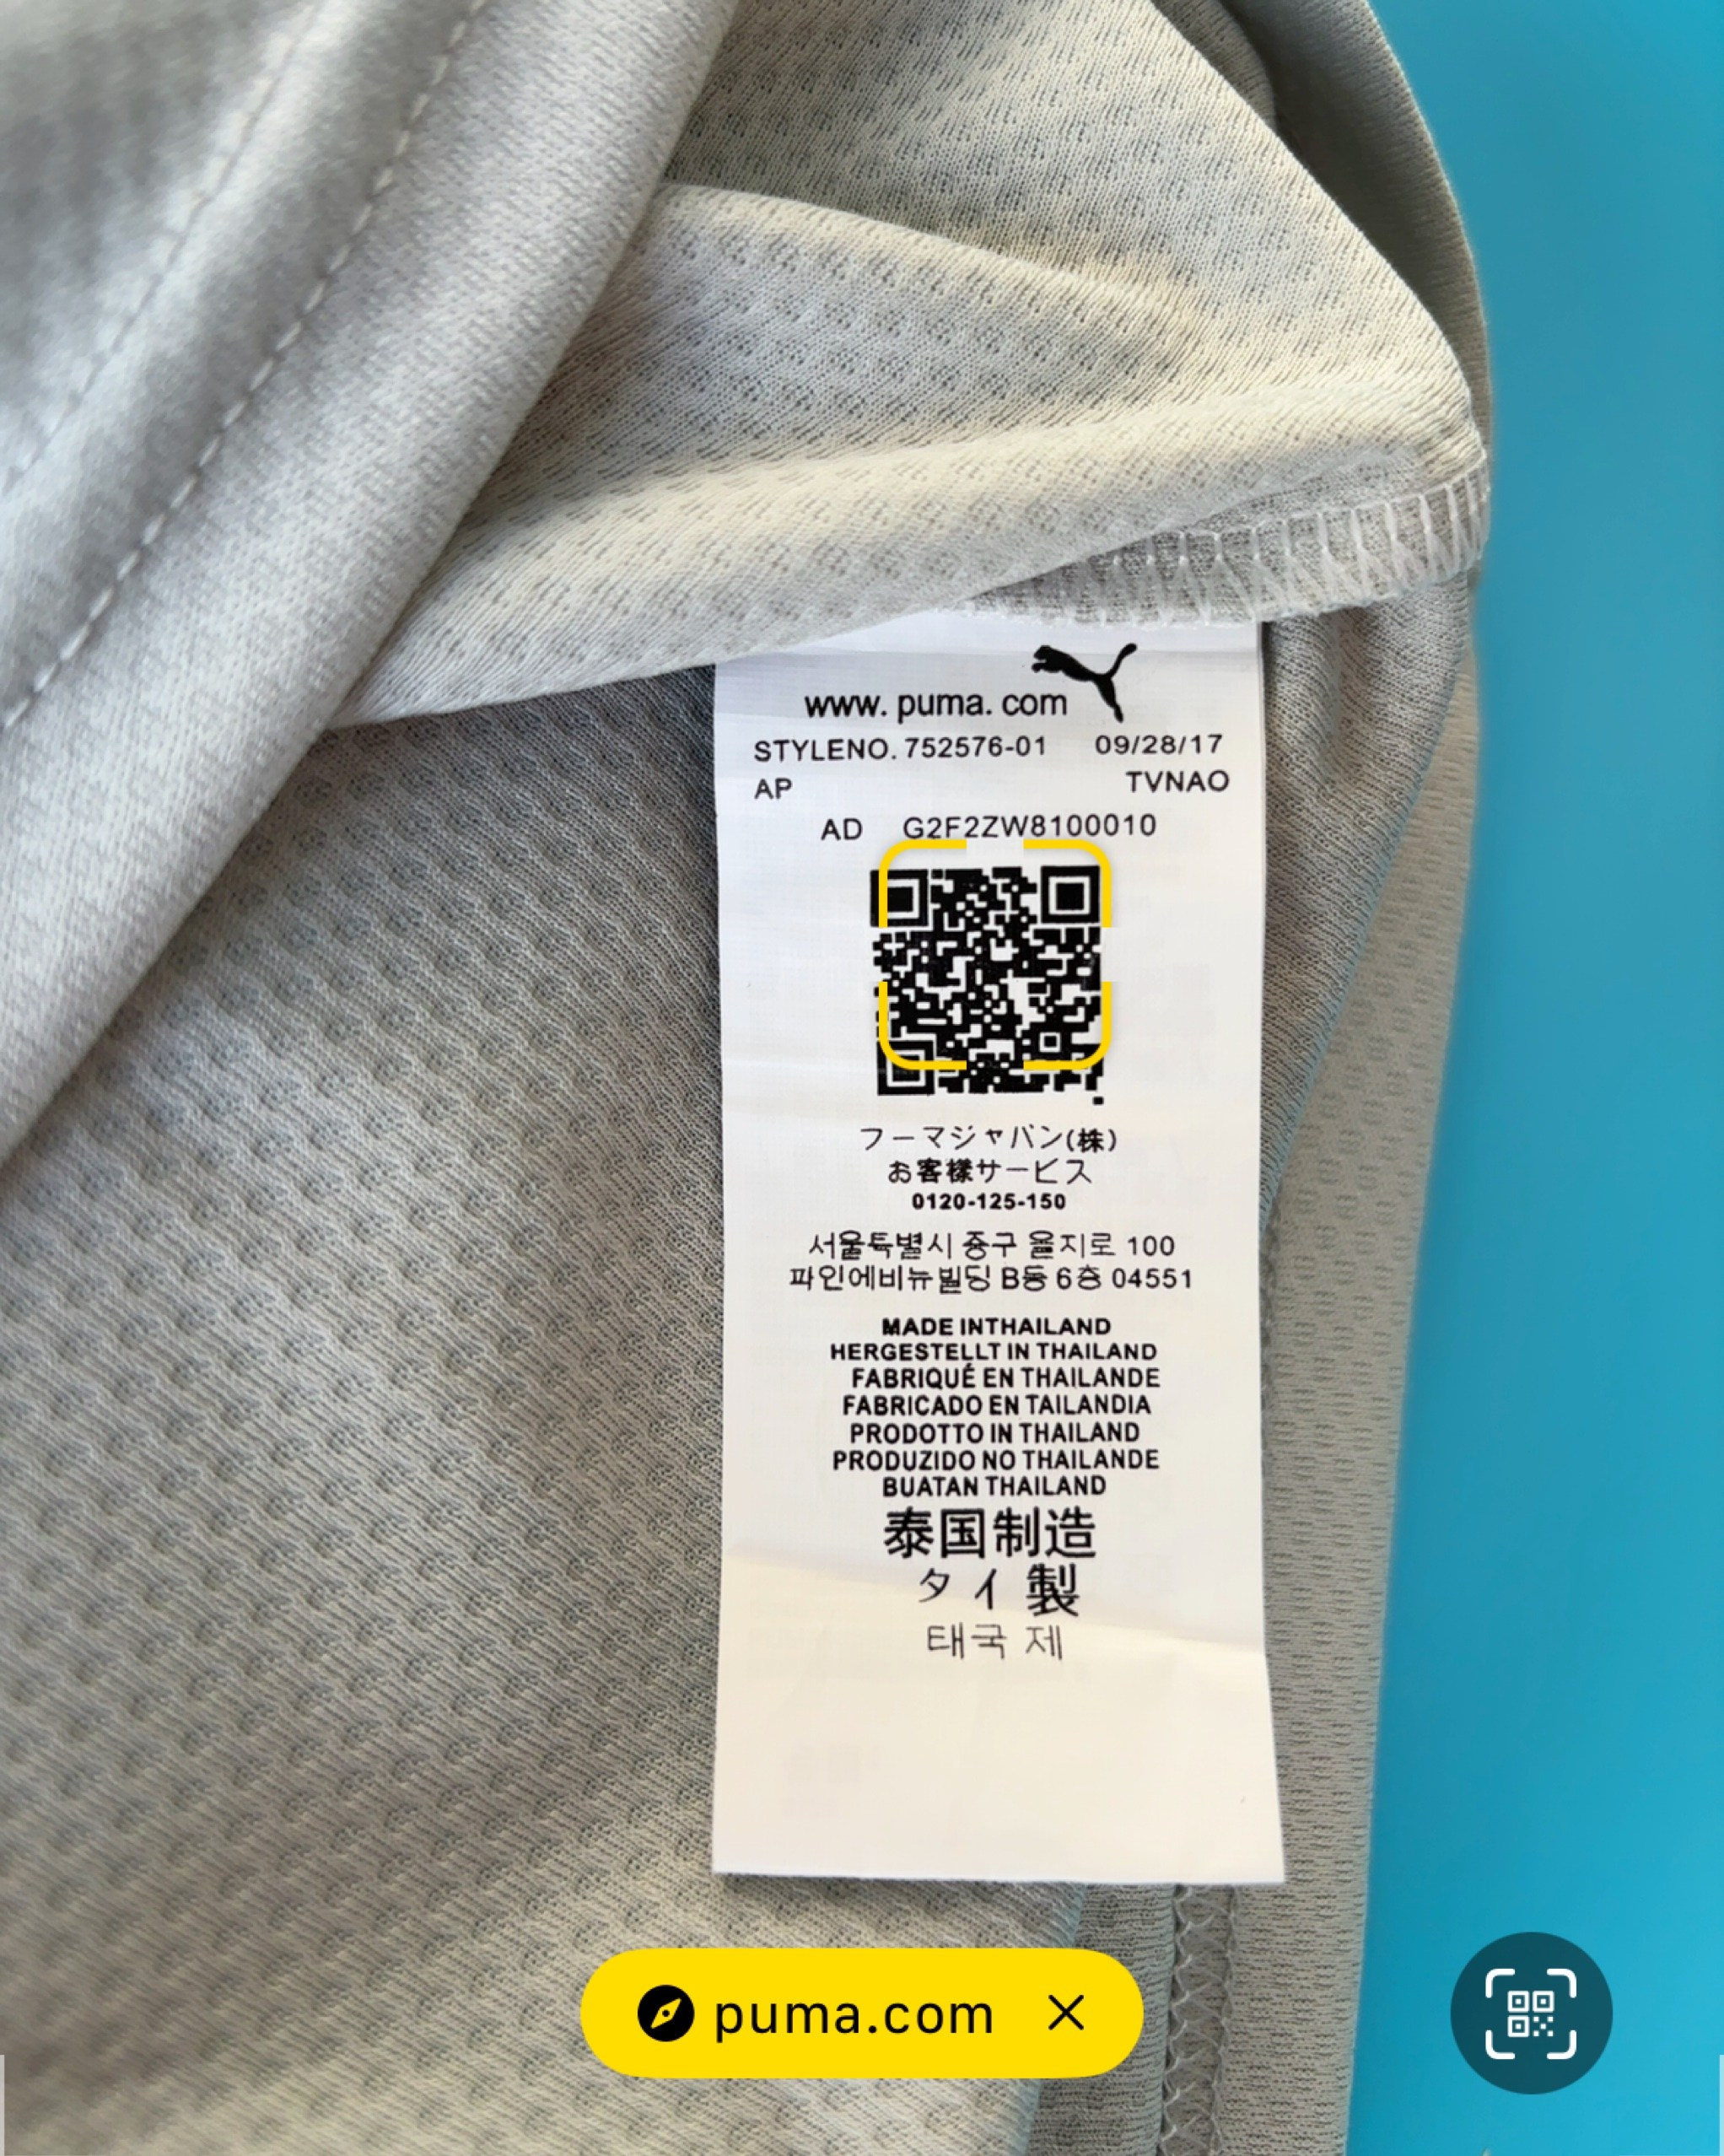 www. puma. com
STYLENO. 752576-01 09/28/17
AP TVNAO
AD G2F2ZW8100010
フーマジャパン(株)
お客様サービス
0120-125-150
서울특별시 중구 을지로 100
파인에비뉴빌딩 B동 6층 04551
MADE INTHAILAND
HERGESTELLT IN THAILAND
FABRIQUÉ EN THAILANDE
FABRICADO EN TAILANDIA
PRODOTTO IN THAILAND
PRODUZIDO NO THAILANDE
BUATAN THAILAND
泰国制造
タイ製
태국 제
puma.com